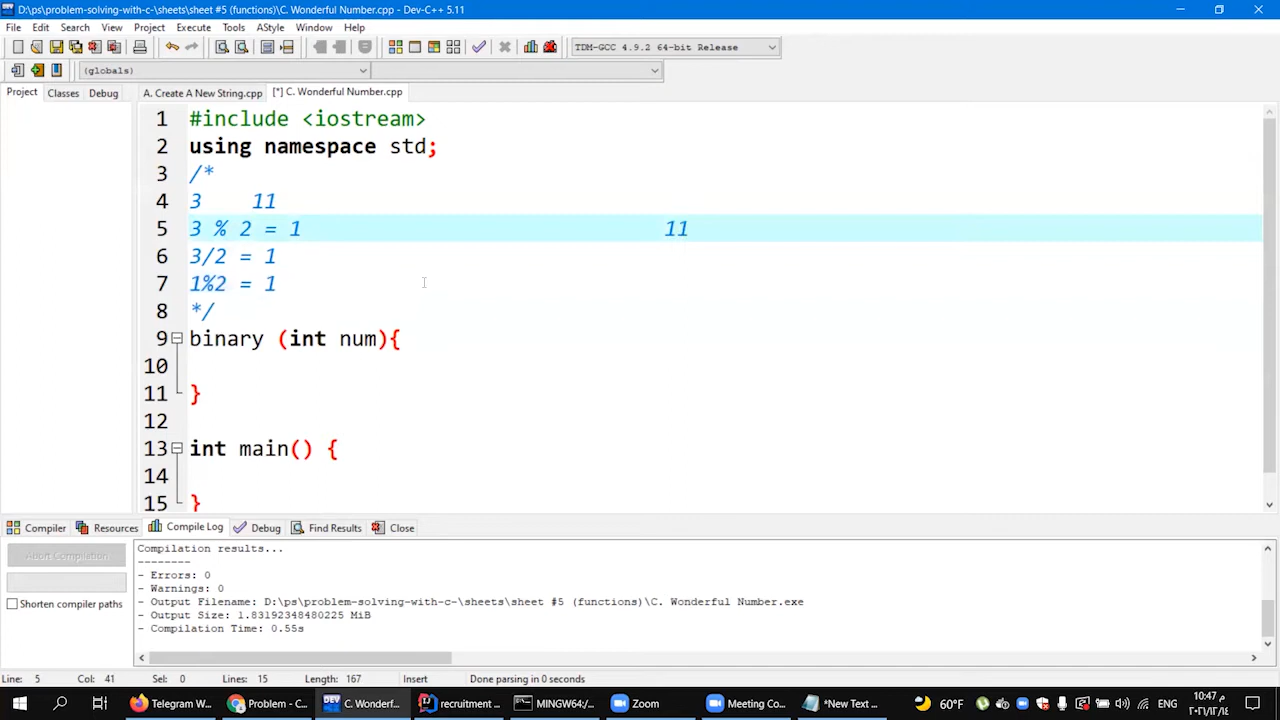 D:\ps\problem-solving-with-c-\sheets\sheet #5 (functions)\C. Wonderful Number.cpp - Dev-C++ 5.11
File Edit Search View Project Execute Tools AStyle Window Help
TDM-GCC 4.9.2 64-bit Release
(globals)
Project Classes Debug A. Create A New String.cpp [*] C. Wonderful Number.cpp
1 #include <iostream>
2 using namespace std;
3 /*
4 3 11
5 3 % 2 = 1 11
6 3/2 = 1
7 1%2 = 1
8 */
9 binary (int num){
10
11 }
12
13 int main() {
14
15 }
Compiler Resources Compile Log Debug Find Results Close
Abort Compilation
Shorten compiler paths
Compilation results...
--------
- Errors: 0
- Warnings: 0
- Output Filename: D:\ps\problem-solving-with-c-\sheets\sheet #5 (functions)\C. Wonderful Number.exe
- Output Size: 1.83192348480225 MiB
- Compilation Time: 0.55s
Line: 5 Col: 41 Sel: 0 Lines: 15 Length: 167 Insert Done parsing in 0 seconds
Telegram W... Problem - C... DEV C. Wonderf... recruitment ... MINGW64:/... Zoom Meeting Co... *New Text ... 60°F 10:47